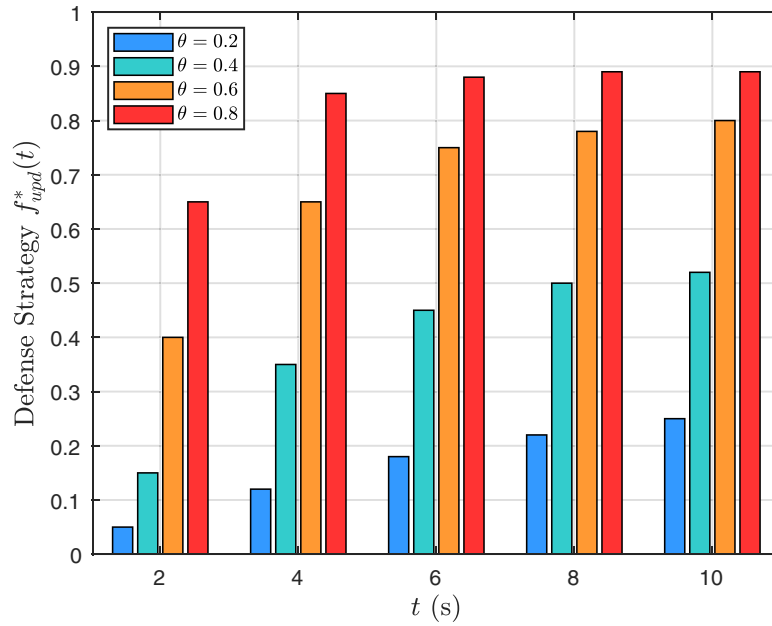 1
0.9
0.8
0.7
0.6
0.5
0.4
0.3
0.2
0.1
0
Defense Strategy $f^*_{upd}(t)$
θ = 0.2
θ = 0.4
θ = 0.6
θ = 0.8
2 4 6 8 10
t (s)